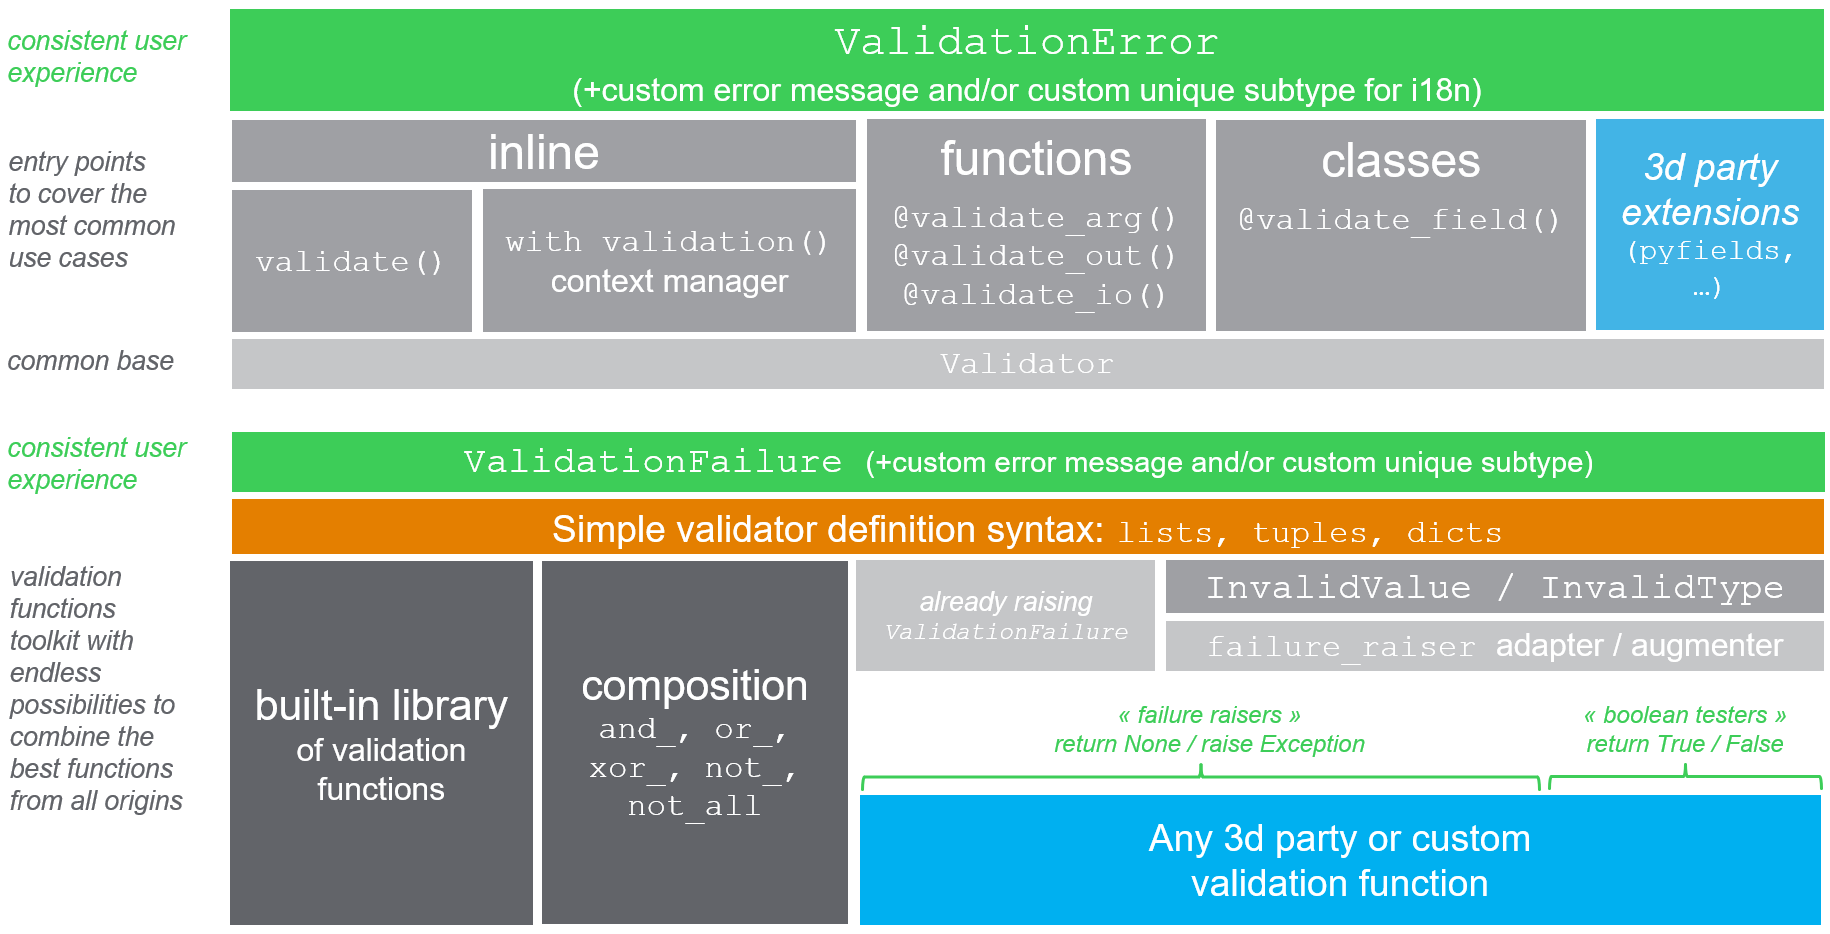 consistent user
experience
ValidationError
(+custom error message and/or custom unique subtype for i18n)
entry points
to cover the
most common
use cases
inline
validate()
with validation()
context manager
functions
@validate_arg()
@validate_out()
@validate_io()
classes
@validate_field()
3d party
extensions
(pyfields,
…)
common base
Validator
consistent user
experience
ValidationFailure (+custom error message and/or custom unique subtype)
Simple validator definition syntax: lists, tuples, dicts
validation
functions
toolkit with
endless
possibilities to
combine the
best functions
from all origins
built-in library
of validation
functions
composition
and_, or_,
xor_, not_,
not_all
already raising
ValidationFailure
InvalidValue / InvalidType
failure_raiser adapter / augmenter
« failure raisers »
return None / raise Exception
« boolean testers »
return True / False
Any 3d party or custom
validation function